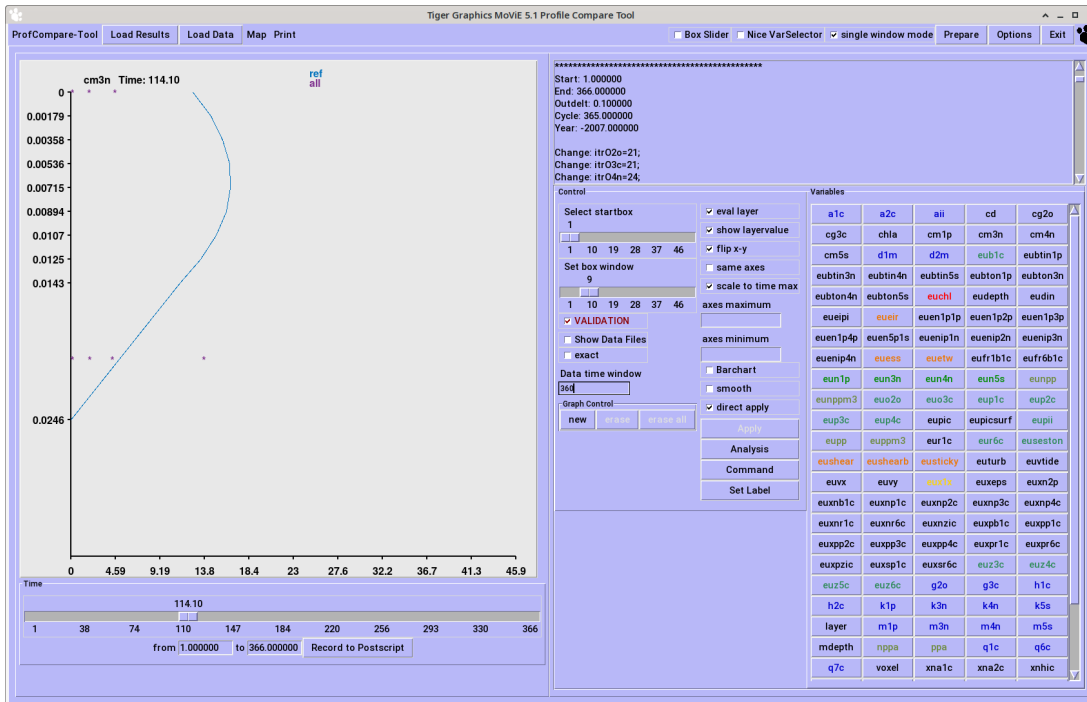 Tiger Graphics MoViE 5.1 Profile Compare Tool
ProfCompare-Tool Load Results Load Data Map Print Box Slider Nice VarSelector single window mode Prepare Options Exit
cm3n Time: 114.10
ref
all
0
0.00179
0.00358
0.00536
0.00715
0.00894
0.0107
0.0125
0.0143
0.0246
0 4.59 9.19 13.8 18.4 23 27.6 32.2 36.7 41.3 45.9
Time
114.10
1 38 74 110 147 184 220 256 293 330 366
from 1.000000 to 366.000000 Record to Postscript
**********************************************
Start: 1.000000
End: 366.000000
Outdelt: 0.100000
Cycle: 365.000000
Year: -2007.000000
Change: itrO2o=21;
Change: itrO3c=21;
Change: itrO4n=24;
Control
Select startbox
1
1 10 19 28 37 46
Set box window
9
1 10 19 28 37 46
VALIDATION
Show Data Files
exact
Data time window
360
Graph Control
new erase erase all
eval layer
show layervalue
flip x-y
same axes
scale to time max
axes maximum
axes minimum
Barchart
smooth
direct apply
Apply
Analysis
Command
Set Label
Variables
a1c a2c aii cd cg2o
cg3c chla cm1p cm3n cm4n
cm5s d1m d2m eub1c eubtin1p
eubtin3n eubtin4n eubtin5s eubton1p eubton3n
eubton4n eubton5s euchl eudepth eudin
eueipi eueir euen1p1p euen1p2p euen1p3p
euen1p4p euen5p1s euenip1n euenip2n euenip3n
euenip4n euess euetw eufr1b1c eufr6b1c
eun1p eun3n eun4n eun5s eunpp
eunppm3 euo2o euo3c eup1c eup2c
eup3c eup4c eupic eupicsurf eupii
eupp euppm3 eur1c eur6c euseston
eushear eushearb eusticky euturb euvtide
euvx euvy euxeps euxn2p
euxnb1c euxnp1c euxnp2c euxnp3c euxnp4c
euxnr1c euxnr6c euxnzic euxpb1c euxpp1c
euxpp2c euxpp3c euxpp4c euxpr1c euxpr6c
euxpzic euxsp1c euxsr6c euz3c euz4c
euz5c euz6c g2o g3c h1c
h2c k1p k3n k4n k5s
layer m1p m3n m4n m5s
mdepth nppa ppa q1c q6c
q7c voxel xna1c xna2c xnhic